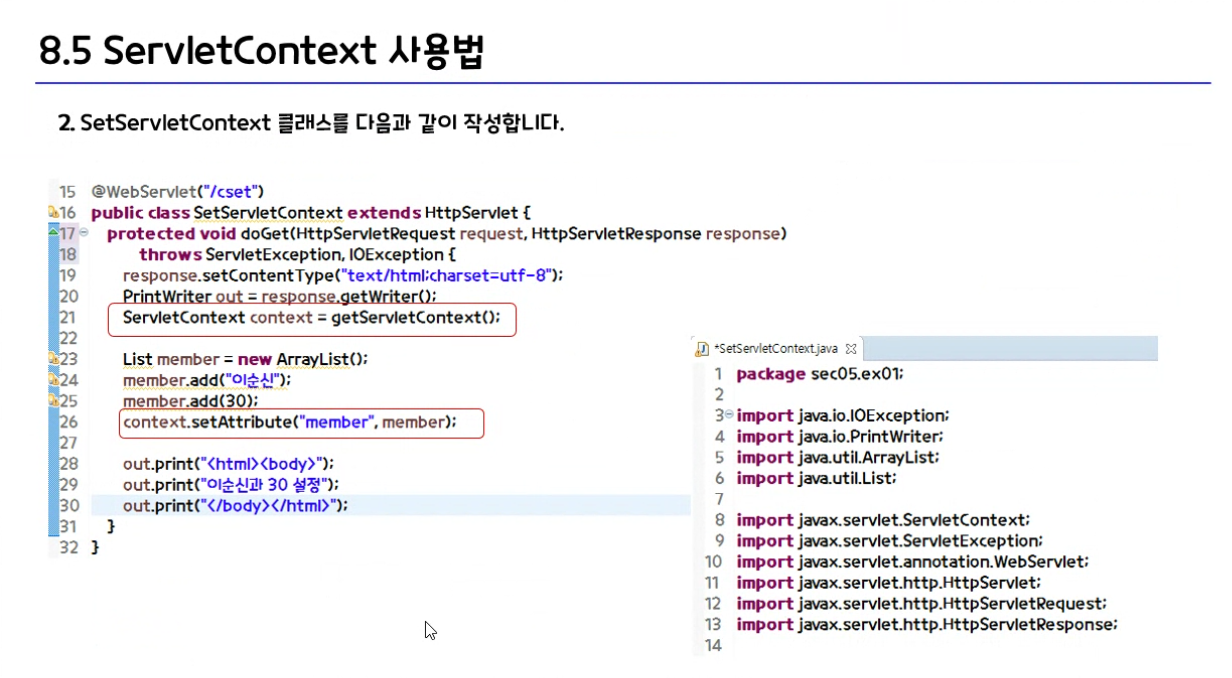 8.5 ServletContext 사용법
2. SetServletContext 클래스를 다음과 같이 작성합니다.
15 @WebServlet("/cset")
16 public class SetServletContext extends HttpServlet {
17 protected void doGet(HttpServletRequest request, HttpServletResponse response)
18 throws ServletException, IOException {
19 response.setContentType("text/html;charset=utf-8");
20 PrintWriter out = response.getWriter();
21 ServletContext context = getServletContext();
22
23 List member = new ArrayList();
24 member.add("이순신");
25 member.add(30);
26 context.setAttribute("member", member);
27
28 out.print("<html><body>");
29 out.print("이순신과 30 설정");
30 out.print("</body></html>");
31 }
32 }
*SetServletContext.java
1 package sec05.ex01;
2
3 import java.io.IOException;
4 import java.io.PrintWriter;
5 import java.util.ArrayList;
6 import java.util.List;
7
8 import javax.servlet.ServletContext;
9 import javax.servlet.ServletException;
10 import javax.servlet.annotation.WebServlet;
11 import javax.servlet.http.HttpServlet;
12 import javax.servlet.http.HttpServletRequest;
13 import javax.servlet.http.HttpServletResponse;
14